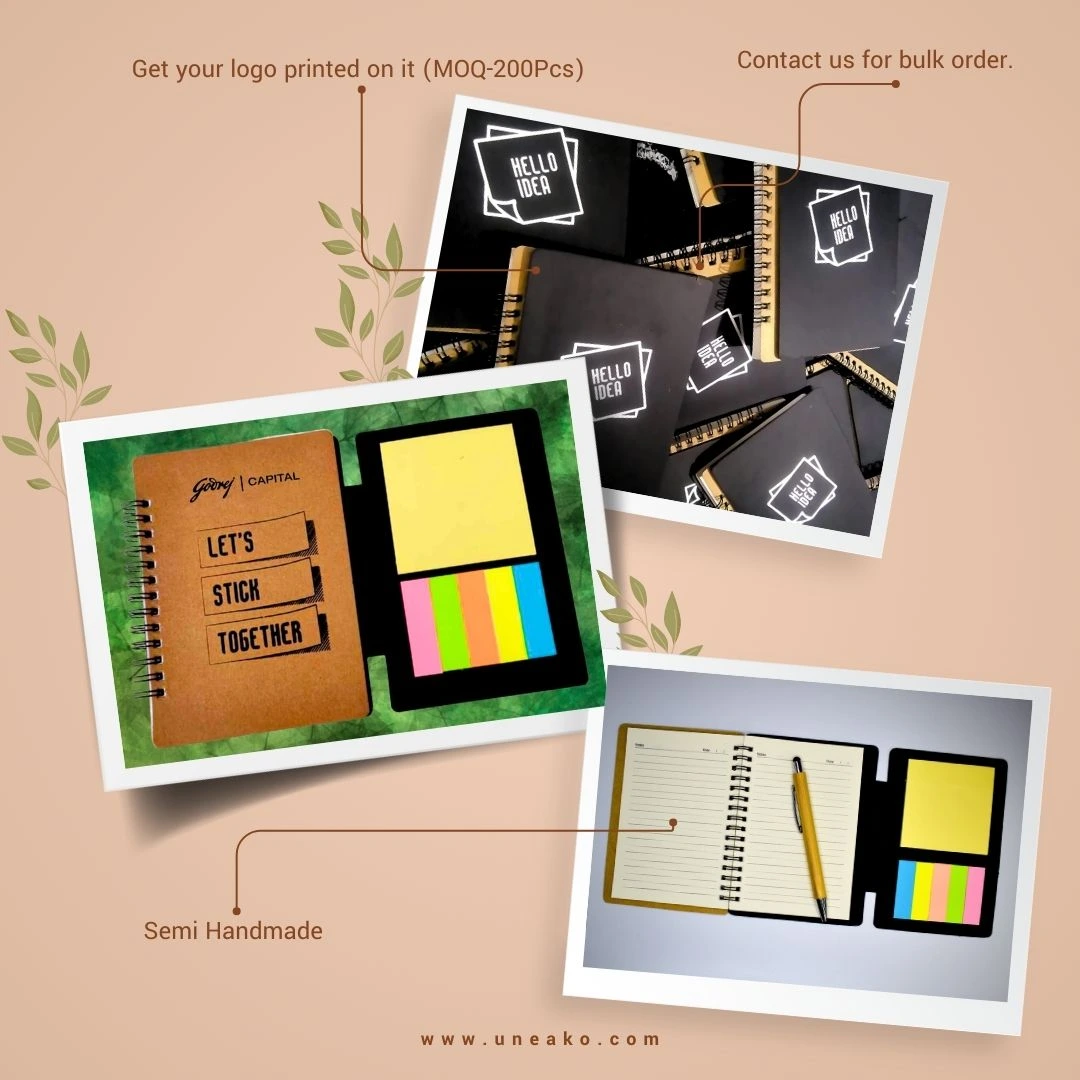 Get your logo printed on it (MOQ-200Pcs)
Contact us for bulk order.
HELLO
IDEA
HELLO
IDEA
HELLO
IDEA
HELLO
IDEA
HELLO
IDEA
Godrej | CAPITAL
LET'S
STICK
TOGETHER
Semi Handmade
www.uneako.com